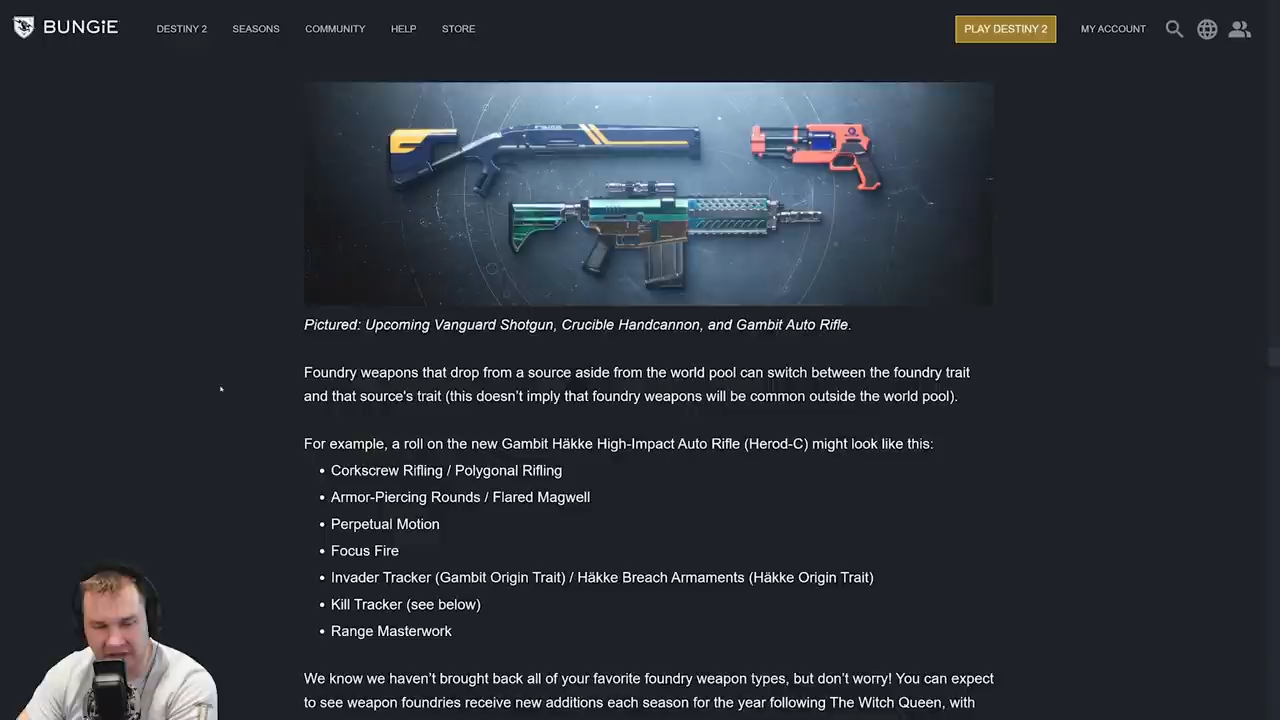 BUNGiE
DESTINY 2
SEASONS
COMMUNITY
HELP
STORE
PLAY DESTINY 2
MY ACCOUNT
Pictured: Upcoming Vanguard Shotgun, Crucible Handcannon, and Gambit Auto Rifle.
Foundry weapons that drop from a source aside from the world pool can switch between the foundry trait
and that source's trait (this doesn't imply that foundry weapons will be common outside the world pool).
For example, a roll on the new Gambit Häkke High-Impact Auto Rifle (Herod-C) might look like this:
• Corkscrew Rifling / Polygonal Rifling
• Armor-Piercing Rounds / Flared Magwell
• Perpetual Motion
• Focus Fire
• Invader Tracker (Gambit Origin Trait) / Häkke Breach Armaments (Häkke Origin Trait)
• Kill Tracker (see below)
• Range Masterwork
We know we haven't brought back all of your favorite foundry weapon types, but don't worry! You can expect
to see weapon foundries receive new additions each season for the year following The Witch Queen, with